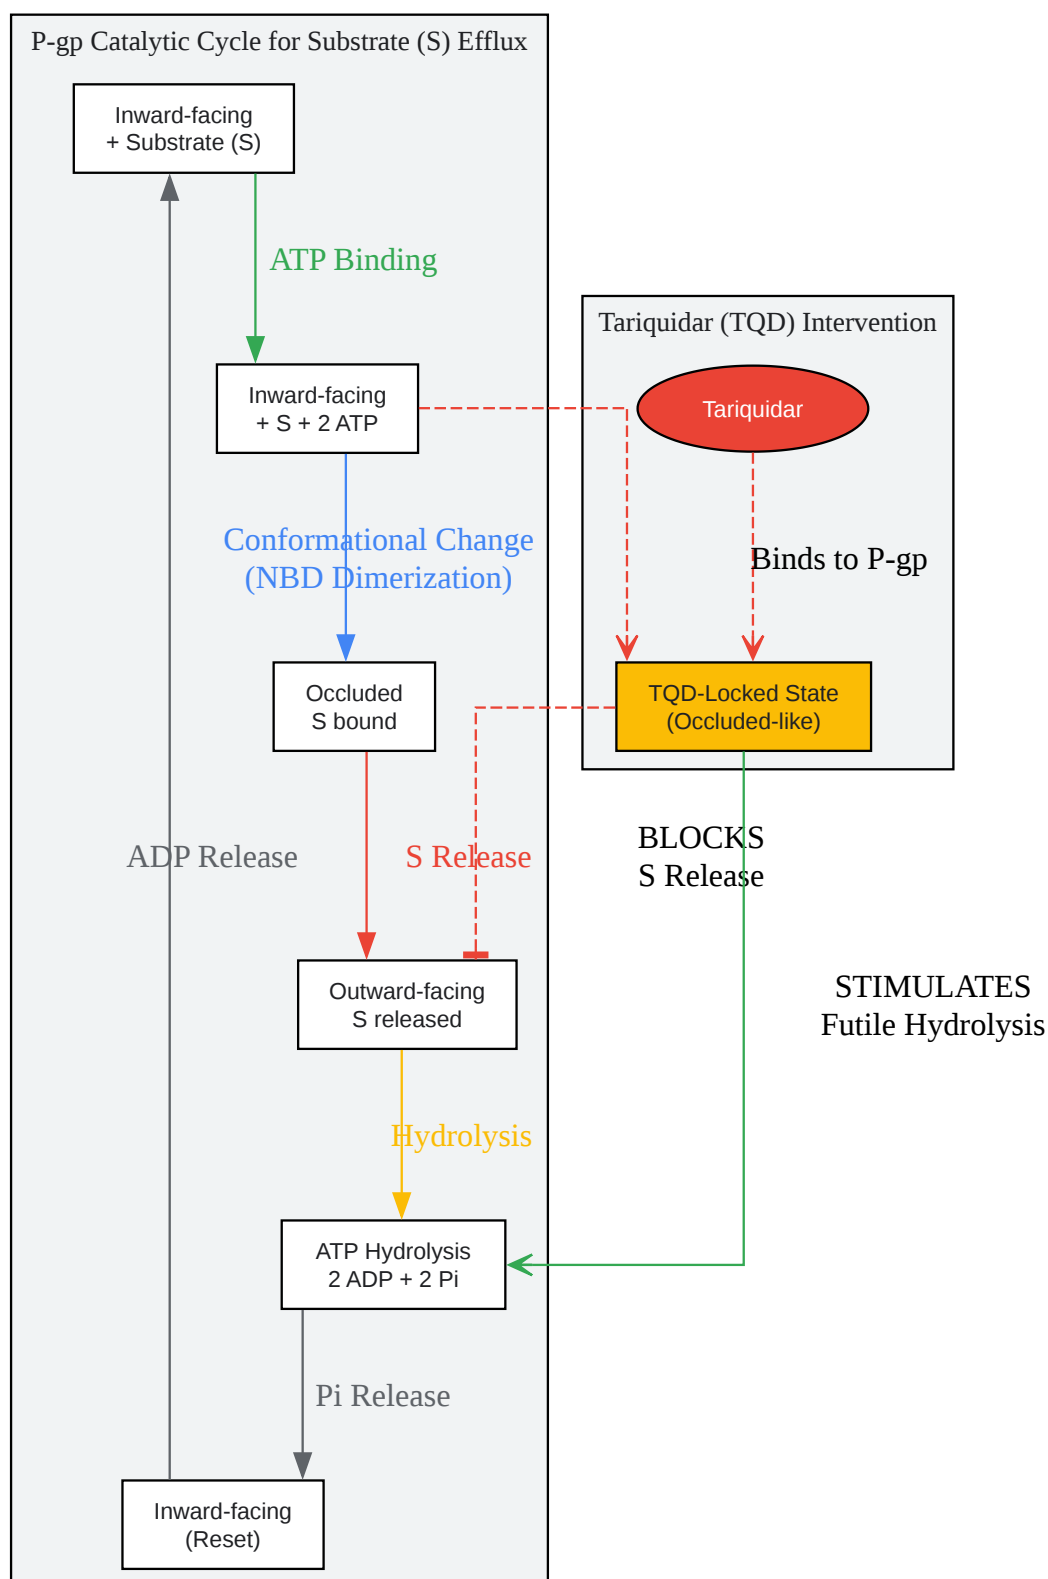 P-gp Catalytic Cycle for Substrate (S) Efflux
Inward-facing
+ Substrate (S)
ATP Binding
Inward-facing
+ S + 2 ATP
Conformational Change
(NBD Dimerization)
Occluded
S bound
ADP Release
S Release
Outward-facing
S released
Hydrolysis
ATP Hydrolysis
2 ADP + 2 Pi
Pi Release
Inward-facing
(Reset)
Tariquidar (TQD) Intervention
Tariquidar
Binds to P-gp
TQD-Locked State
(Occluded-like)
BLOCKS
S Release
STIMULATES
Futile Hydrolysis